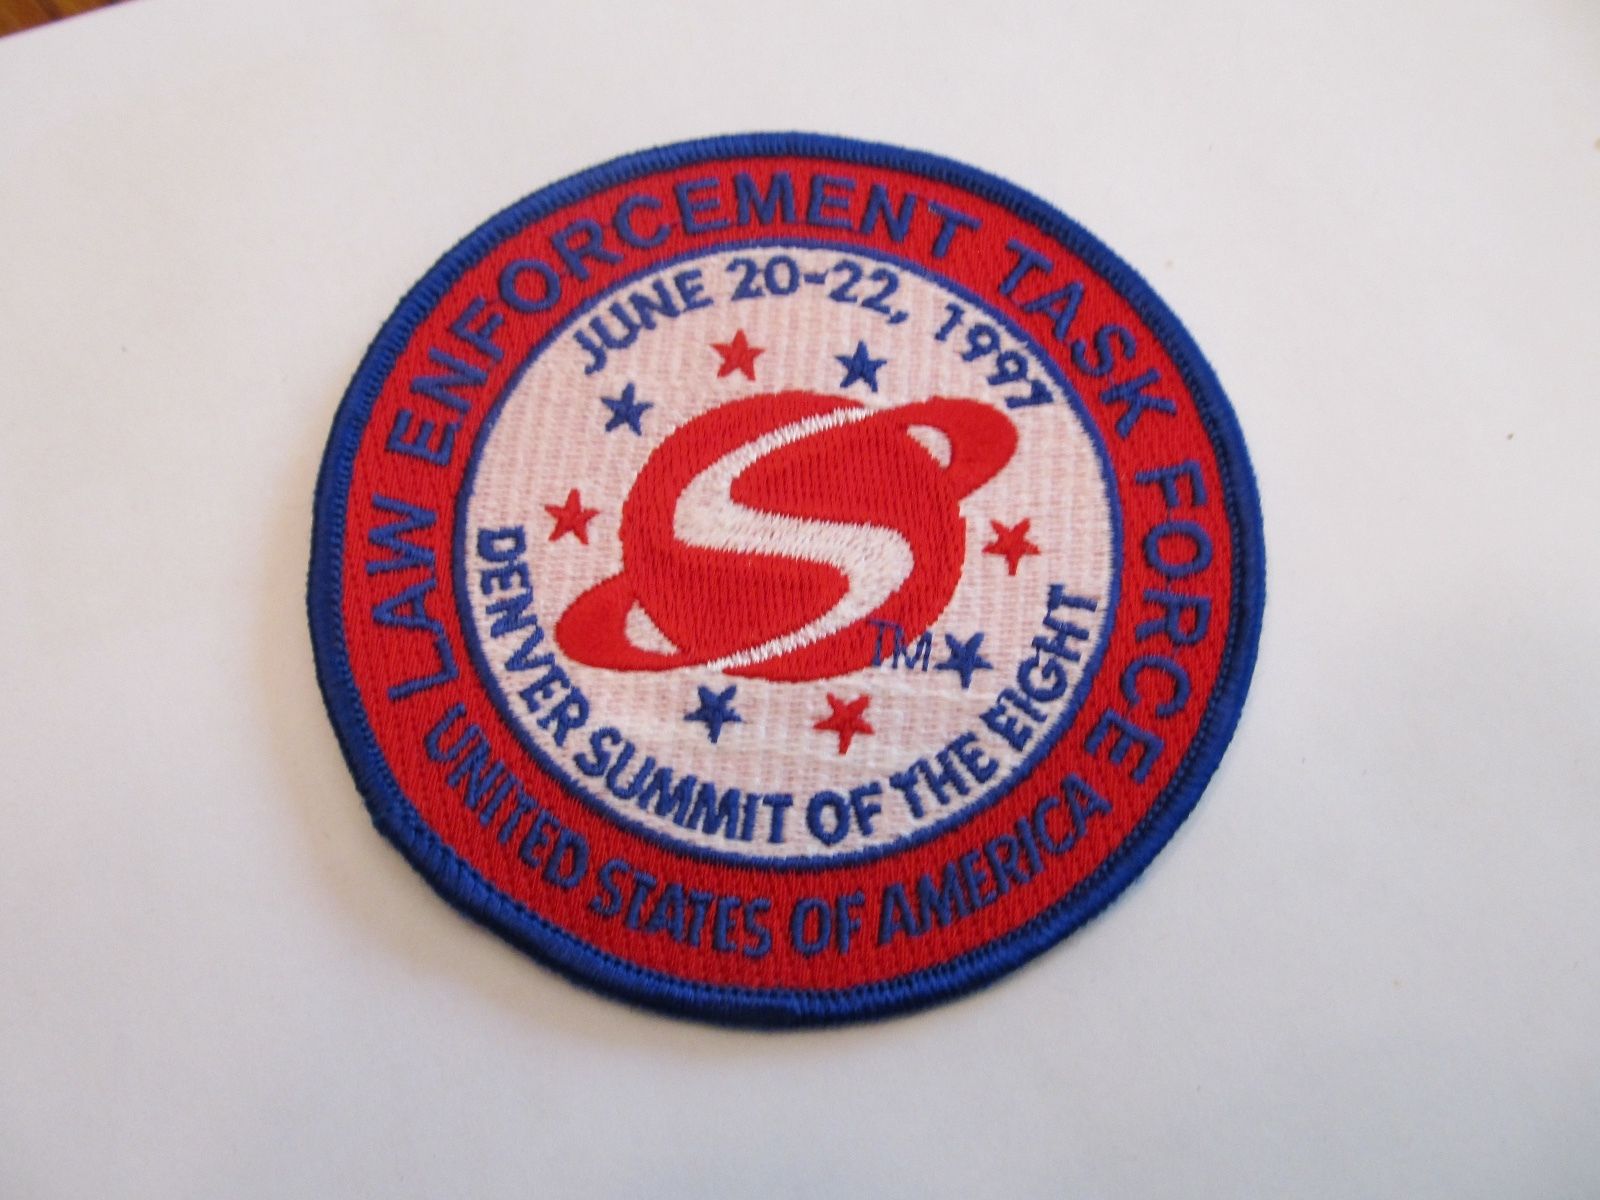 LAW ENFORCEMENT TASK FORCE
JUNE 20-22, 1997
S
TM
DENVER SUMMIT OF THE EIGHT
UNITED STATES OF AMERICA